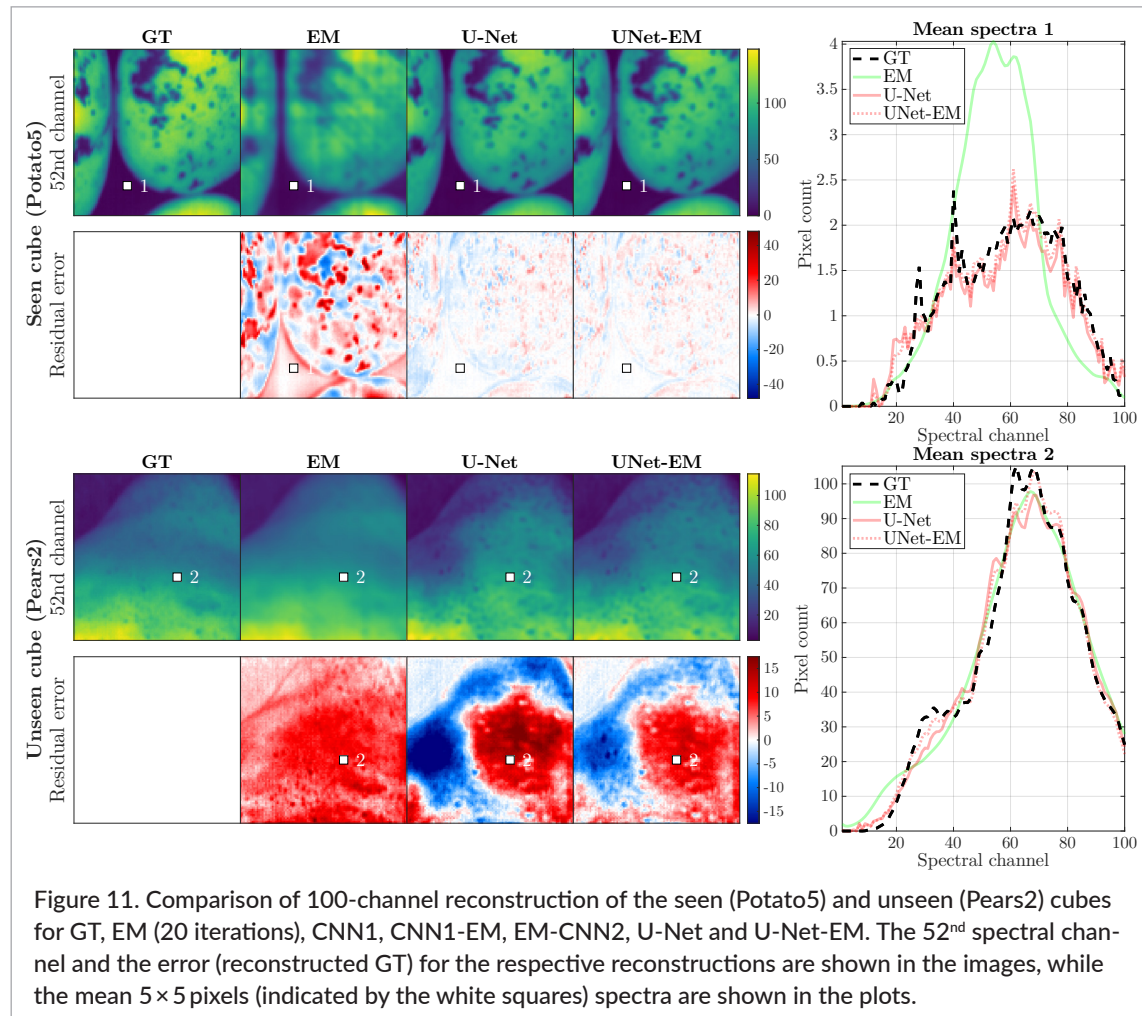 GT EM U-Net UNet-EM
Seen cube (Potato5)
52nd channel
1 1 1 1
100
50
0
Residual error
40
20
0
-20
-40
Mean spectra 1
GT
EM
U-Net
UNet-EM
Pixel count
4
3.5
3
2.5
2
1.5
1
0.5
0
20 40 60 80 100
Spectral channel
GT EM U-Net UNet-EM
Unseen cube (Pears2)
52nd channel
2 2 2 2
100
80
60
40
20
Residual error
2 2 2
15
10
5
0
-5
-10
-15
Mean spectra 2
GT
EM
U-Net
UNet-EM
Pixel count
100
90
80
70
60
50
40
30
20
10
0
20 40 60 80 100
Spectral channel
Figure 11. Comparison of 100-channel reconstruction of the seen (Potato5) and unseen (Pears2) cubes
for GT, EM (20 iterations), CNN1, CNN1-EM, EM-CNN2, U-Net and U-Net-EM. The 52nd spectral chan-
nel and the error (reconstructed GT) for the respective reconstructions are shown in the images, while
the mean 5×5 pixels (indicated by the white squares) spectra are shown in the plots.